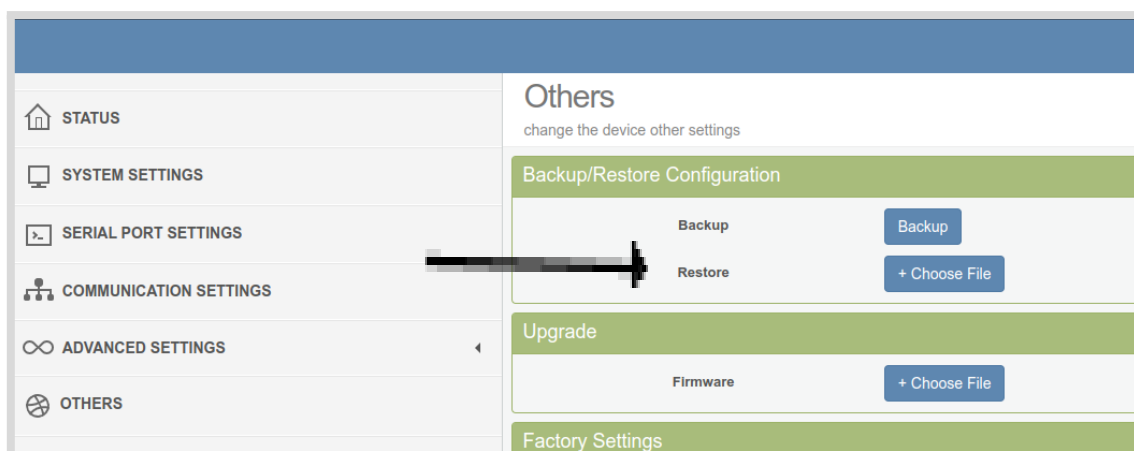 STATUS
SYSTEM SETTINGS
SERIAL PORT SETTINGS
COMMUNICATION SETTINGS
ADVANCED SETTINGS
OTHERS
Others
change the device other settings
Backup/Restore Configuration
Backup Backup
Restore + Choose File
Upgrade
Firmware + Choose File
Factory Settings